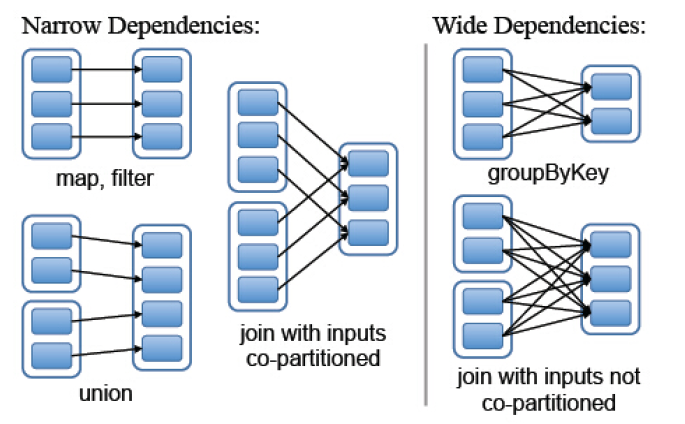 Narrow Dependencies:
Wide Dependencies:
map, filter
groupByKey
join with inputs
co-partitioned
union
join with inputs not
co-partitioned